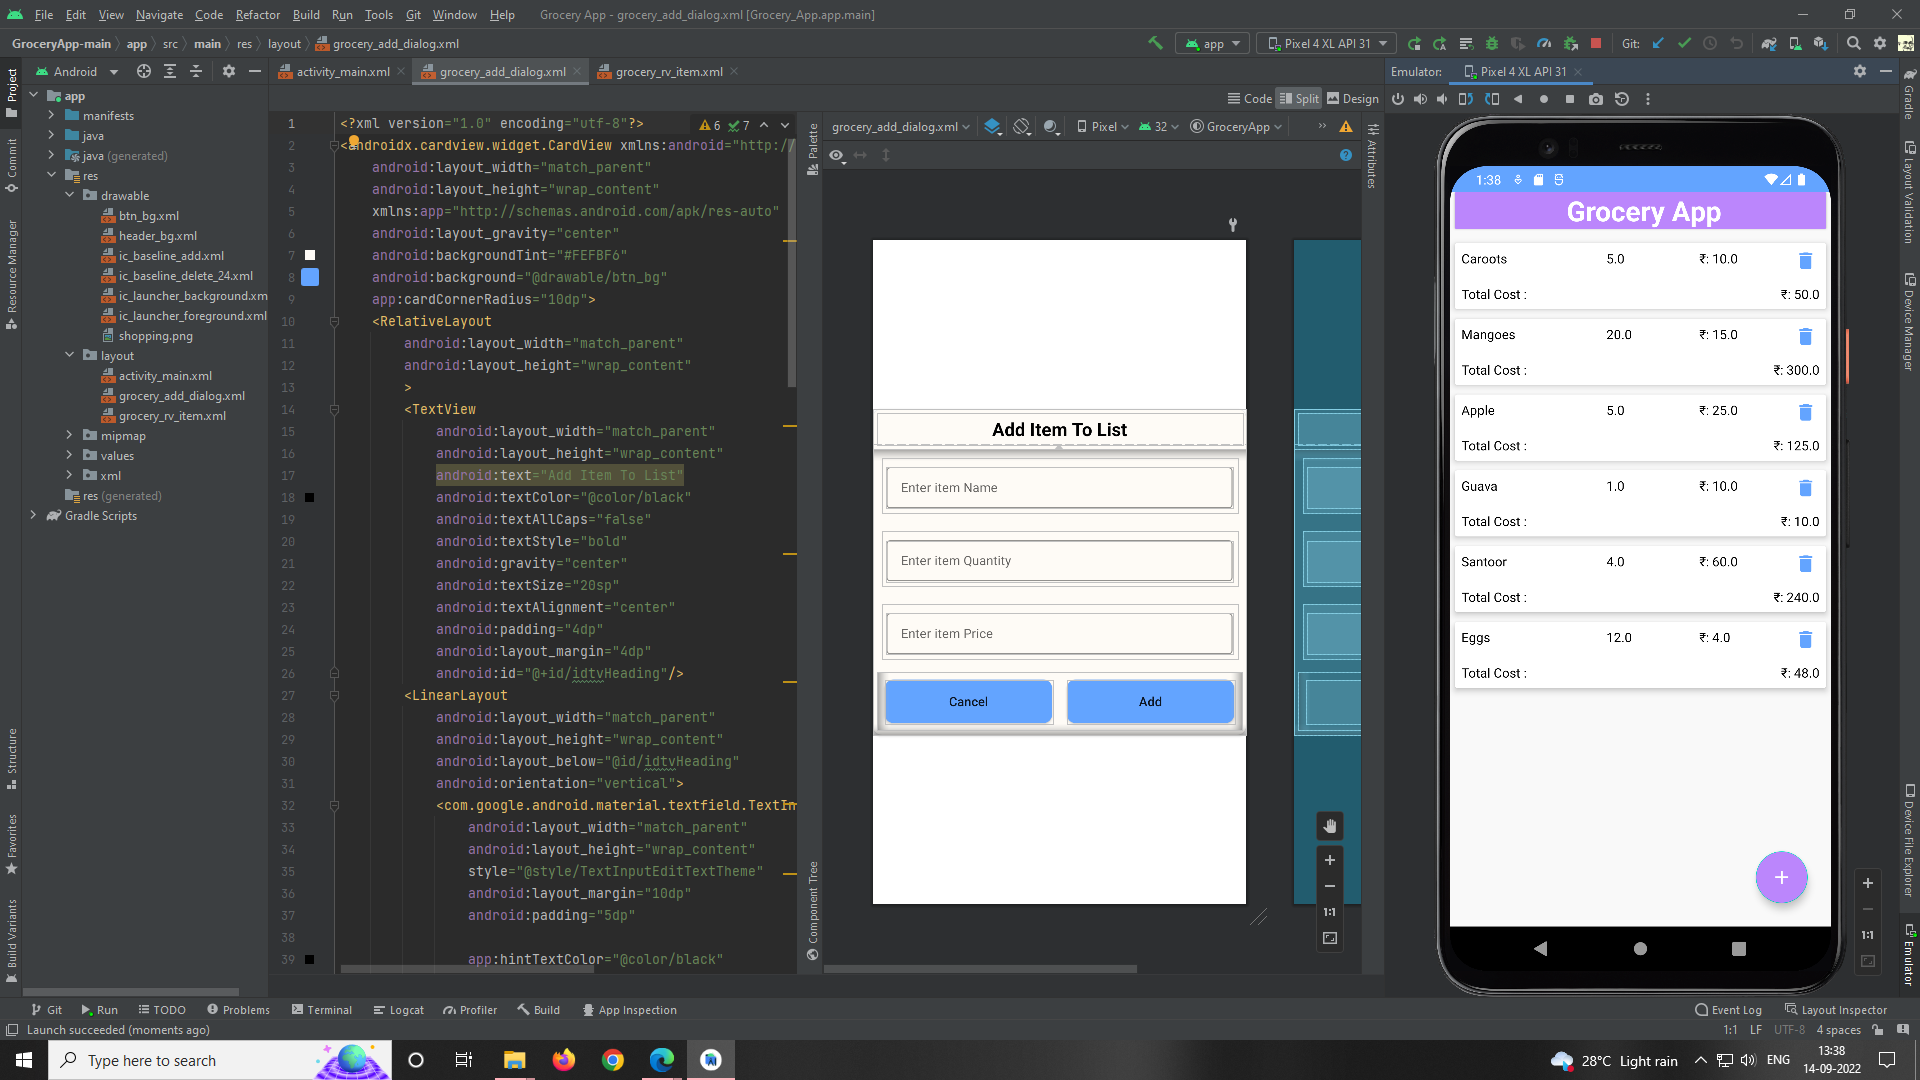 File Edit View Navigate Code Refactor Build Run Tools Git Window Help Grocery App - grocery_add_dialog.xml [Grocery_App.app.main]
GroceryApp-main app src main res layout grocery_add_dialog.xml app Pixel 4 XL API 31 Git:
Android activity_main.xml grocery_add_dialog.xml grocery_rv_item.xml Emulator: Pixel 4 XL API 31
Code Split Design
Project
Commit
Resource Manager
Structure
Favorites
Build Variants
app
manifests
java
java (generated)
res
drawable
btn_bg.xml
header_bg.xml
ic_baseline_add.xml
ic_baseline_delete_24.xml
ic_launcher_background.xm
ic_launcher_foreground.xml
shopping.png
layout
activity_main.xml
grocery_add_dialog.xml
grocery_rv_item.xml
mipmap
values
xml
res (generated)
Gradle Scripts
6 7
1 <?xml version="1.0" encoding="utf-8"?>
2 <androidx.cardview.widget.CardView xmlns:android="http://
3 android:layout_width="match_parent"
4 android:layout_height="wrap_content"
5 xmlns:app="http://schemas.android.com/apk/res-auto"
6 android:layout_gravity="center"
7 android:backgroundTint="#FEFBF6"
8 android:background="@drawable/btn_bg"
9 app:cardCornerRadius="10dp">
10 <RelativeLayout
11 android:layout_width="match_parent"
12 android:layout_height="wrap_content"
13 >
14 <TextView
15 android:layout_width="match_parent"
16 android:layout_height="wrap_content"
17 android:text="Add Item To List"
18 android:textColor="@color/black"
19 android:textAllCaps="false"
20 android:textStyle="bold"
21 android:gravity="center"
22 android:textSize="20sp"
23 android:textAlignment="center"
24 android:padding="4dp"
25 android:layout_margin="4dp"
26 android:id="@+id/idtvHeading"/>
27 <LinearLayout
28 android:layout_width="match_parent"
29 android:layout_height="wrap_content"
30 android:layout_below="@id/idtvHeading"
31 android:orientation="vertical">
32 <com.google.android.material.textfield.TextIn
33 android:layout_width="match_parent"
34 android:layout_height="wrap_content"
35 style="@style/TextInputEditTextTheme"
36 android:layout_margin="10dp"
37 android:padding="5dp"
38
39 app:hintTextColor="@color/black"
Palette
Component Tree
grocery_add_dialog.xml Pixel 32 GroceryApp
Attributes
Add Item To List
Enter item Name
Enter item Quantity
Enter item Price
Cancel Add
1:1
1:38
Grocery App
Caroots 5.0 ₹: 10.0
Total Cost : ₹: 50.0
Mangoes 20.0 ₹: 15.0
Total Cost : ₹: 300.0
Apple 5.0 ₹: 25.0
Total Cost : ₹: 125.0
Guava 1.0 ₹: 10.0
Total Cost : ₹: 10.0
Santoor 4.0 ₹: 60.0
Total Cost : ₹: 240.0
Eggs 12.0 ₹: 4.0
Total Cost : ₹: 48.0
1:1
Gradle
Layout Validation
Device Manager
Device File Explorer
Emulator
Git Run TODO Problems Terminal Logcat Profiler Build App Inspection Event Log Layout Inspector
Launch succeeded (moments ago) 1:1 LF UTF-8 4 spaces
Type here to search 28°C Light rain ENG 13:38
14-09-2022